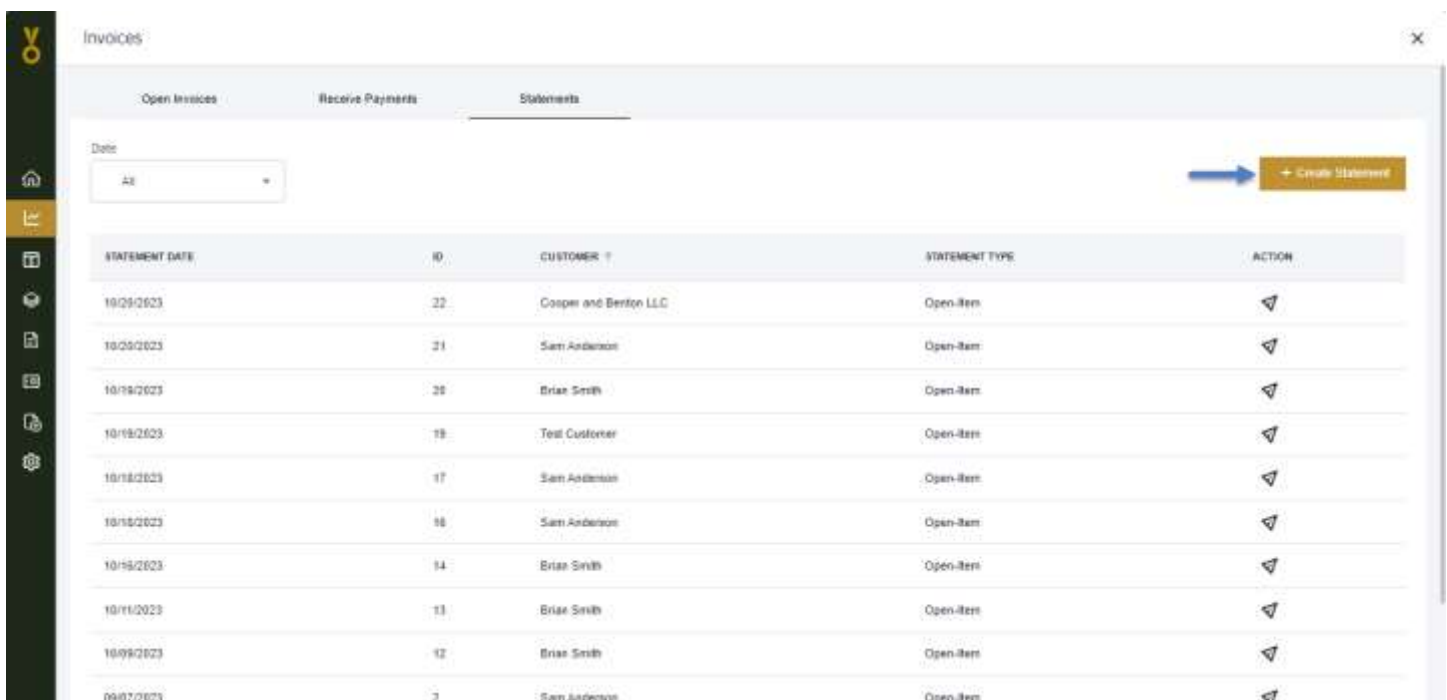 Invoices
Open Invoices Receive Payments Statements
Date
All
+ Create Statement
STATEMENT DATE ID CUSTOMER ↑ STATEMENT TYPE ACTION
10/20/2023 22 Cooper and Benton LLC Open-Item
10/20/2023 21 Sam Anderson Open-Item
10/19/2023 20 Brian Smith Open-Item
10/19/2023 19 Test Customer Open-Item
10/18/2023 17 Sam Anderson Open-Item
10/18/2023 16 Sam Anderson Open-Item
10/16/2023 14 Brian Smith Open-Item
10/11/2023 13 Brian Smith Open-Item
10/09/2023 12 Brian Smith Open-Item
09/07/2023 Sam Anderson Open-Item